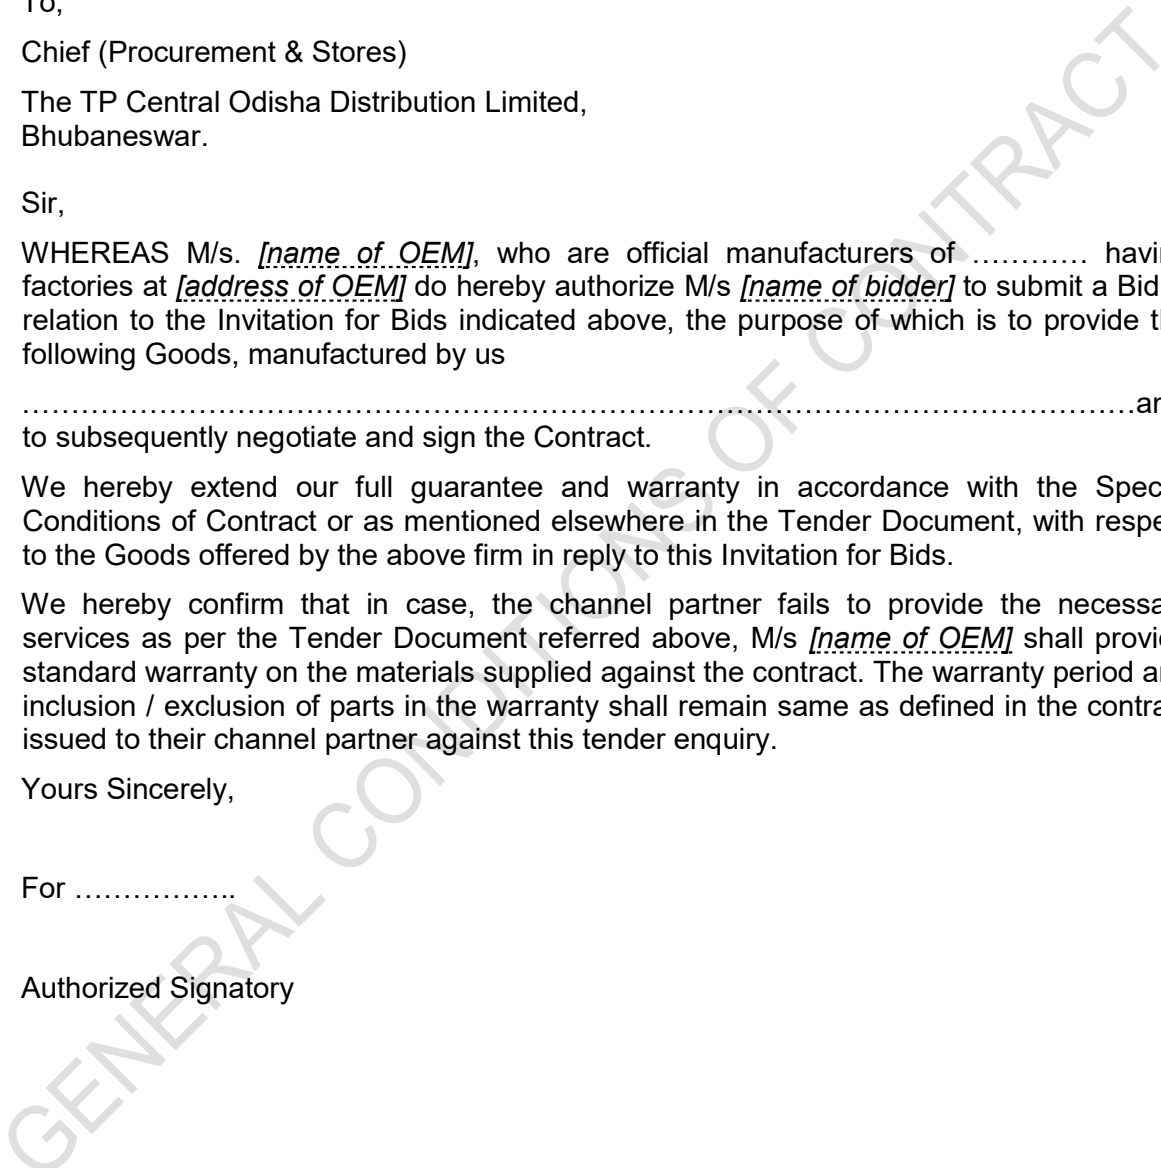 To,
Chief (Procurement & Stores)
The TP Central Odisha Distribution Limited,
Bhubaneswar.
Sir,
WHEREAS M/s. [name of OEM], who are official manufacturers of ………… havin
factories at [address of OEM] do hereby authorize M/s [name of bidder] to submit a Bid
relation to the Invitation for Bids indicated above, the purpose of which is to provide th
following Goods, manufactured by us
……………………………………………………………………………………………………an
to subsequently negotiate and sign the Contract.
We hereby extend our full guarantee and warranty in accordance with the Speci
Conditions of Contract or as mentioned elsewhere in the Tender Document, with respe
to the Goods offered by the above firm in reply to this Invitation for Bids.
We hereby confirm that in case, the channel partner fails to provide the necessa
services as per the Tender Document referred above, M/s [name of OEM] shall provid
standard warranty on the materials supplied against the contract. The warranty period an
inclusion / exclusion of parts in the warranty shall remain same as defined in the contra
issued to their channel partner against this tender enquiry.
Yours Sincerely,
For ……………..
Authorized Signatory
GENERAL CONDITIONS OF CONTRACT